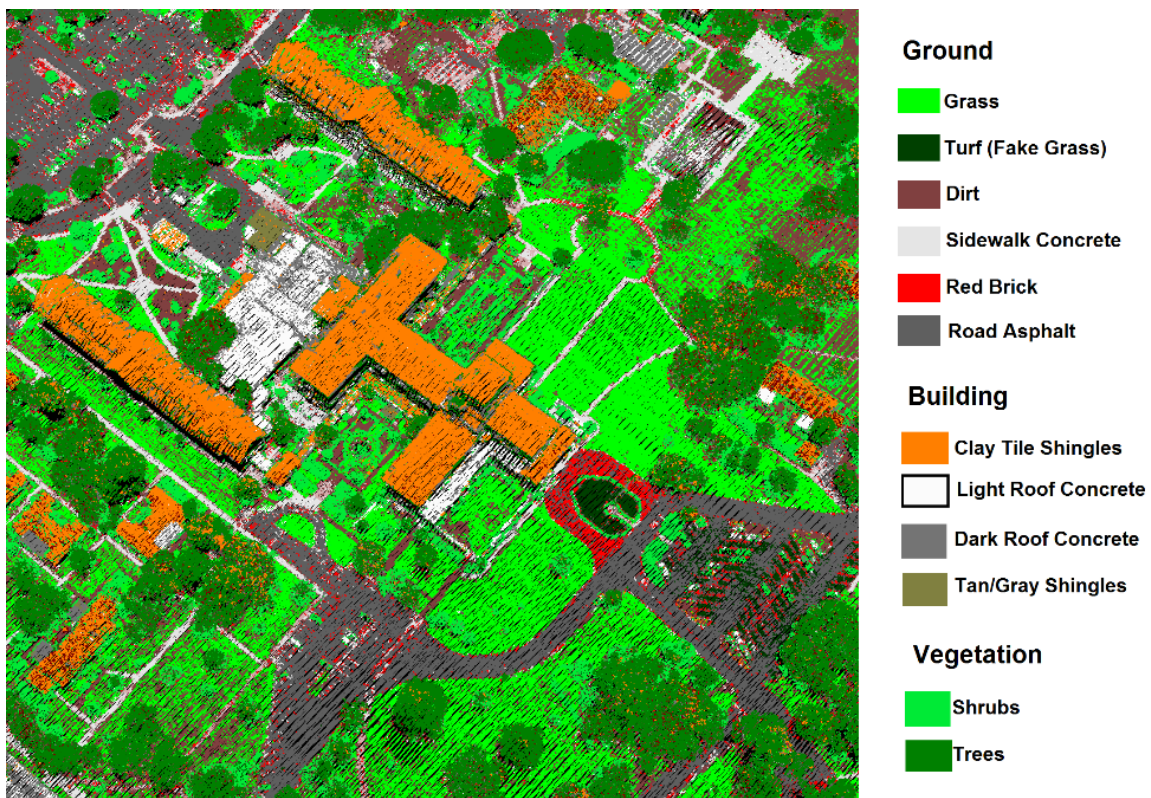 Ground
Grass
Turf (Fake Grass)
Dirt
Sidewalk Concrete
Red Brick
Road Asphalt
Building
Clay Tile Shingles
Light Roof Concrete
Dark Roof Concrete
Tan/Gray Shingles
Vegetation
Shrubs
Trees